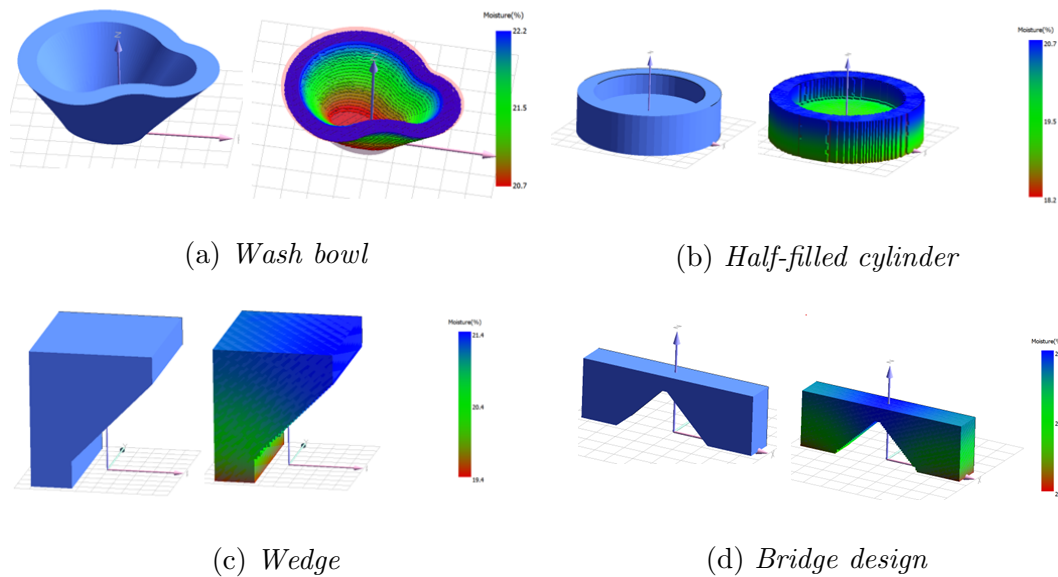 Moisture(%)
22.2
21.5
20.7
Moisture(%)
20.7
19.5
18.2
(a) Wash bowl
(b) Half-filled cylinder
Moisture(%)
21.4
20.4
19.4
Moisture(%)
(c) Wedge
(d) Bridge design